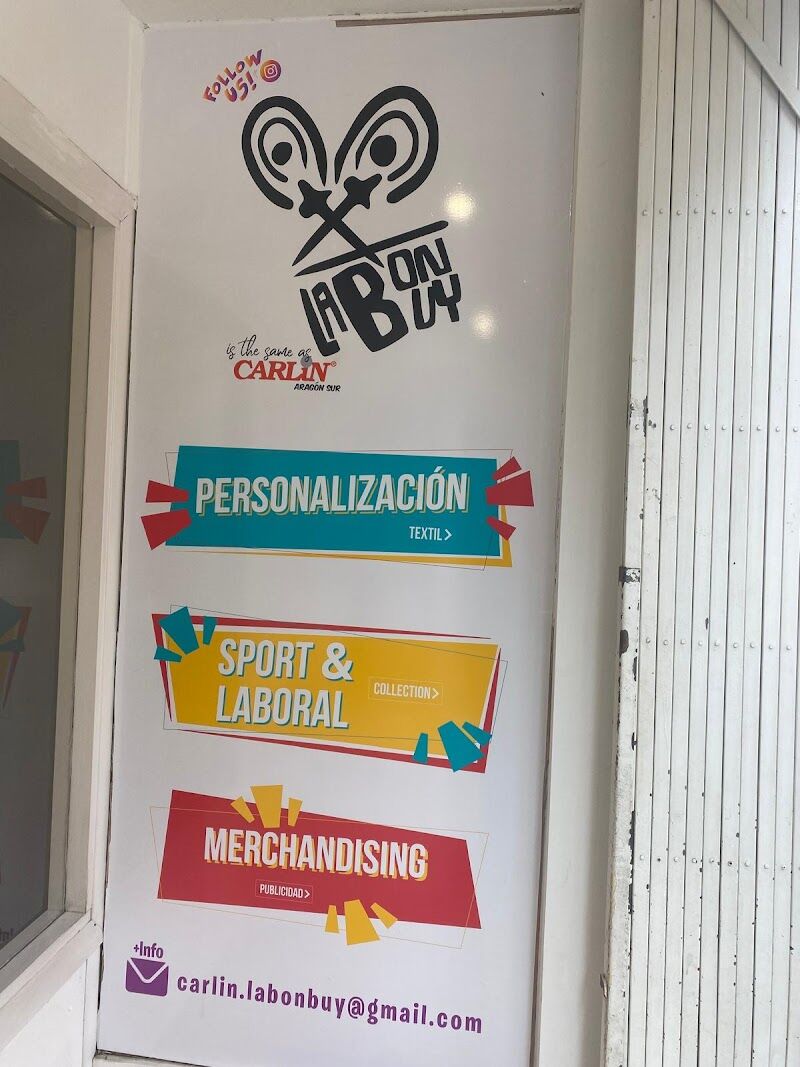 FOLLOW
US!
LA BON
BUY
is the same as
CARLIN®
ARAGÓN SUR
PERSONALIZACIÓN
TEXTIL>
SPORT &
LABORAL
COLLECTION>
MERCHANDISING
PUBLICIDAD>
+Info
carlin.labonbuy@gmail.com